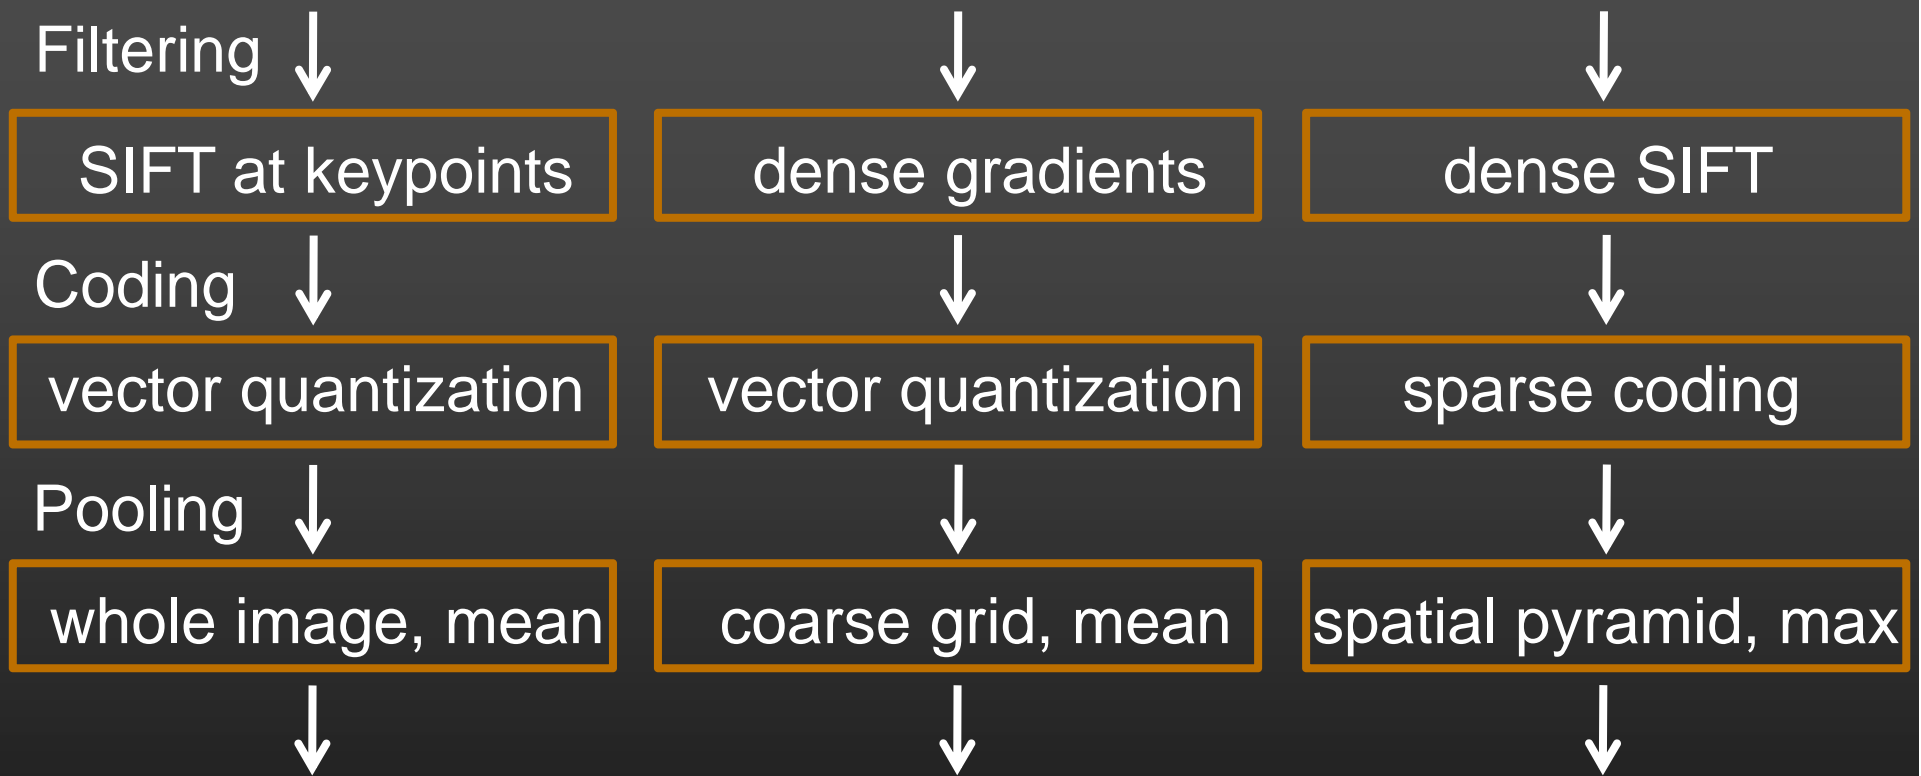 Filtering
SIFT at keypoints
dense gradients
dense SIFT
Coding
vector quantization
vector quantization
sparse coding
Pooling
whole image, mean
coarse grid, mean
spatial pyramid, max